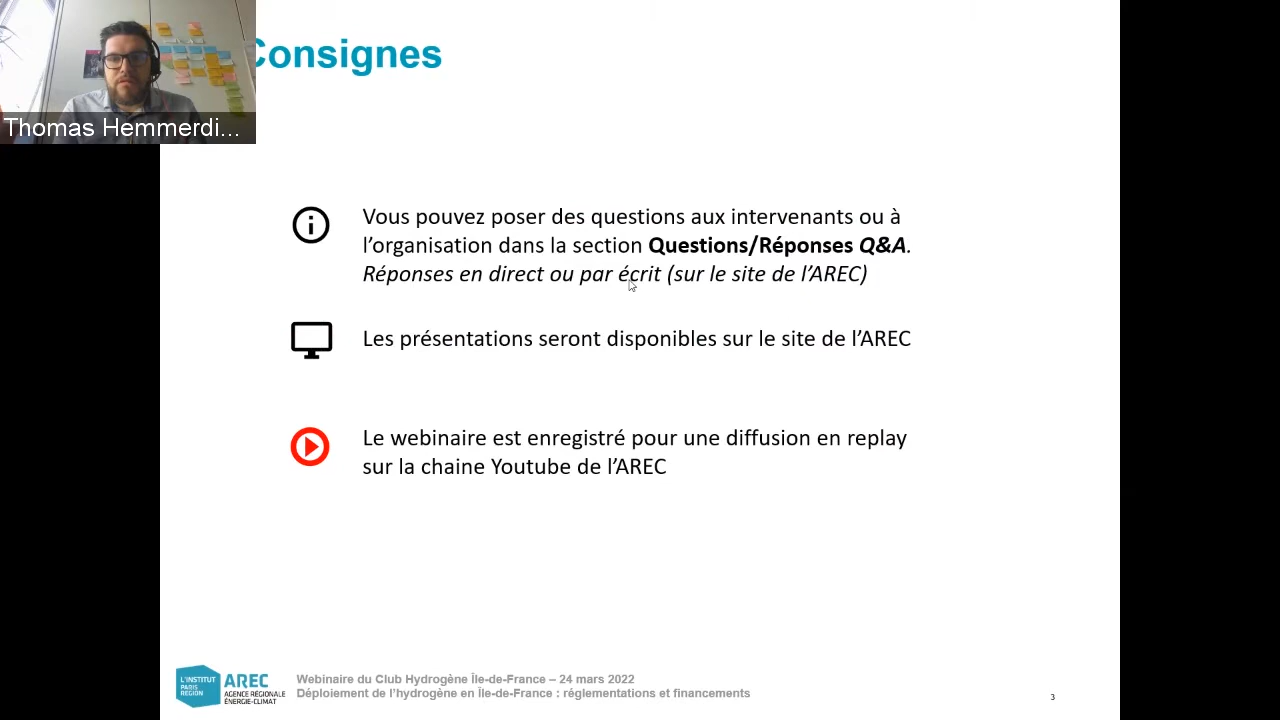 Consignes
Thomas Hemmerdi...
Vous pouvez poser des questions aux intervenants ou à
l’organisation dans la section Questions/Réponses Q&A.
Réponses en direct ou par écrit (sur le site de l’AREC)
Les présentations seront disponibles sur le site de l’AREC
Le webinaire est enregistré pour une diffusion en replay
sur la chaine Youtube de l’AREC
L’INSTITUT
PARIS
REGION
AREC
AGENCE RÉGIONALE
ÉNERGIE-CLIMAT
Webinaire du Club Hydrogène Île-de-France – 24 mars 2022
Déploiement de l’hydrogène en Île-de-France : réglementations et financements
3